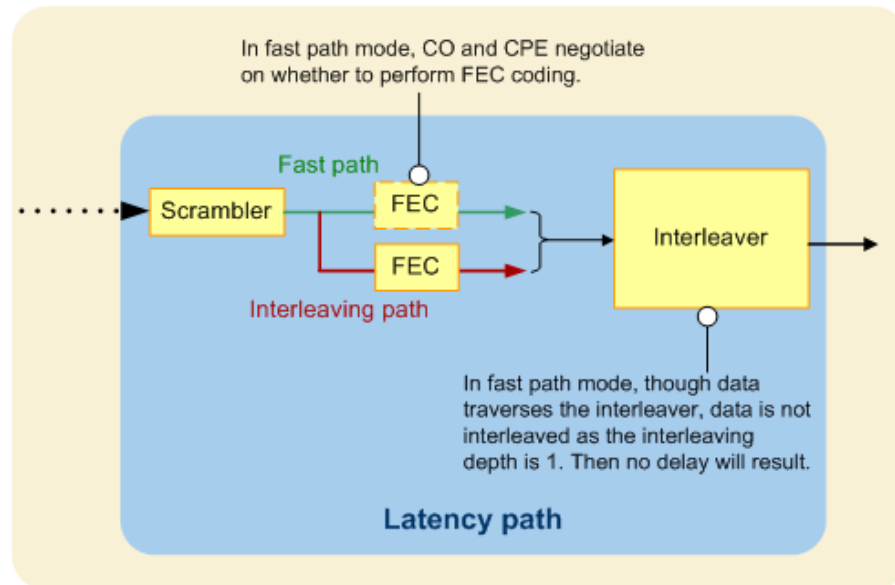 In fast path mode, CO and CPE negotiate
on whether to perform FEC coding.
Fast path
Scrambler
FEC
FEC
Interleaver
Interleaving path
In fast path mode, though data
traverses the interleaver, data is not
interleaved as the interleaving
depth is 1. Then no delay will result.
Latency path